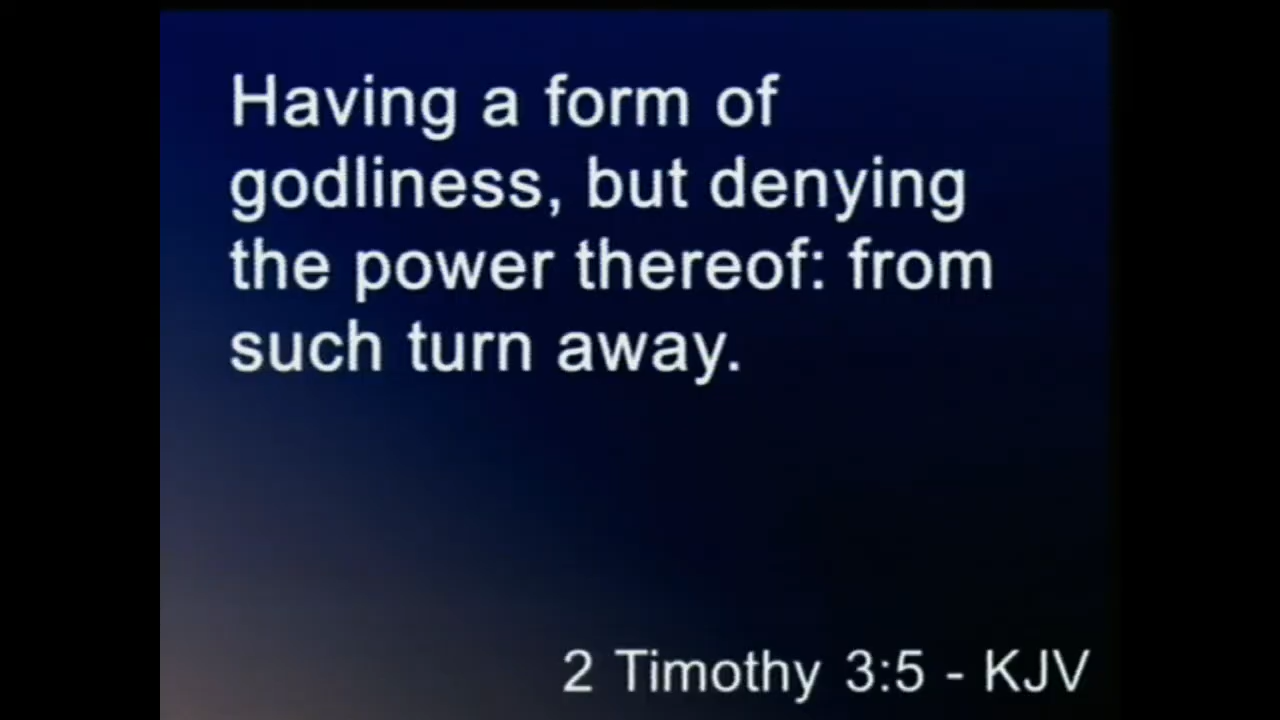 Having a form of
godliness, but denying
the power thereof: from
such turn away.
2 Timothy 3:5 - KJV